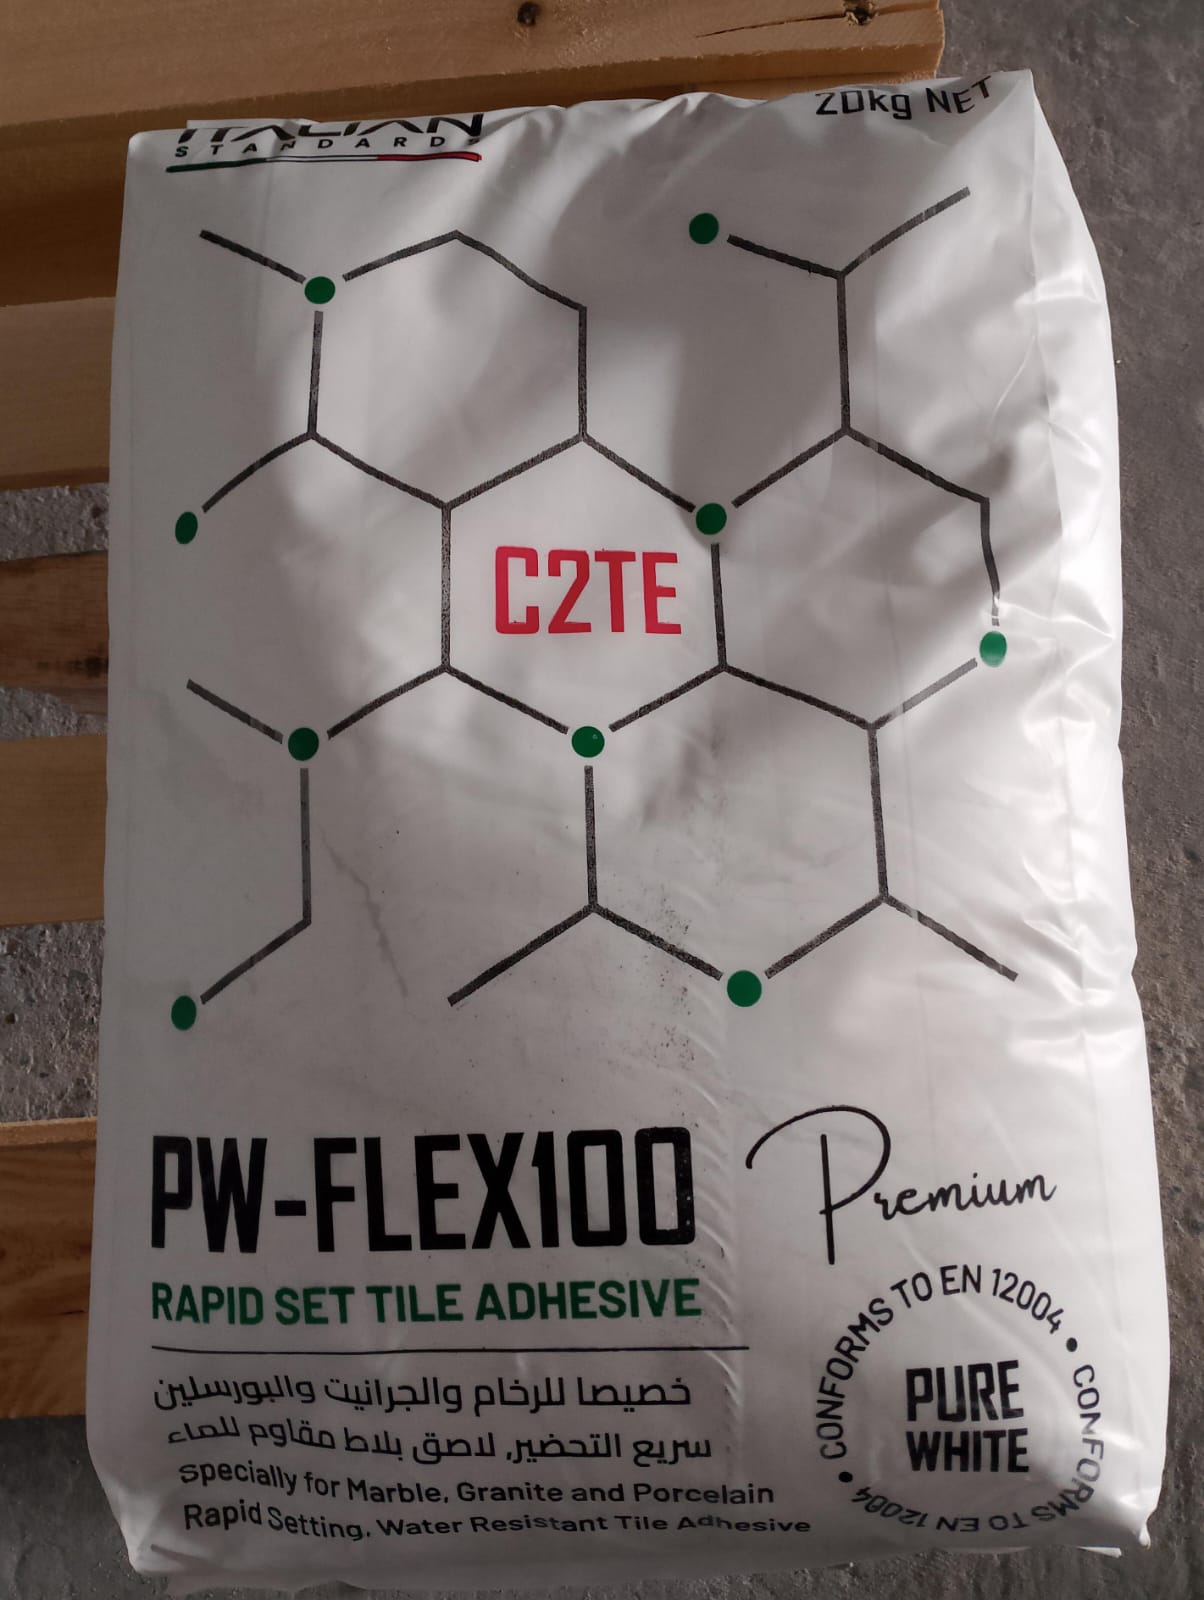 ITALIAN
STANDARDS
20kg NET
C2TE
PW-FLEX100
Premium
RAPID SET TILE ADHESIVE
خصيصا للرخام والجرانيت والبورسلين
سريع التحضير, لاصق بلاط مقاوم للماء
Specially for Marble, Granite and Porcelain
Rapid Setting, Water Resistant Tile Adhesive
CONFORMS TO EN 12004 • CONFORMS TO EN 12004 •
PURE
WHITE